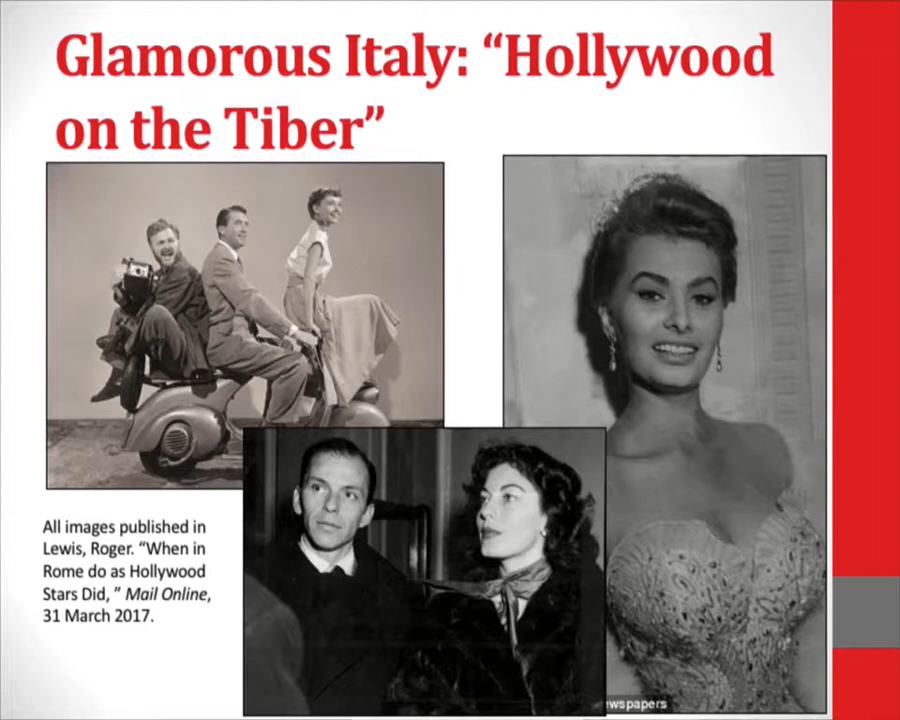 Glamorous Italy: “Hollywood
on the Tiber”
All images published in
Lewis, Roger. “When in
Rome do as Hollywood
Stars Did, ” Mail Online,
31 March 2017.
ewspapers